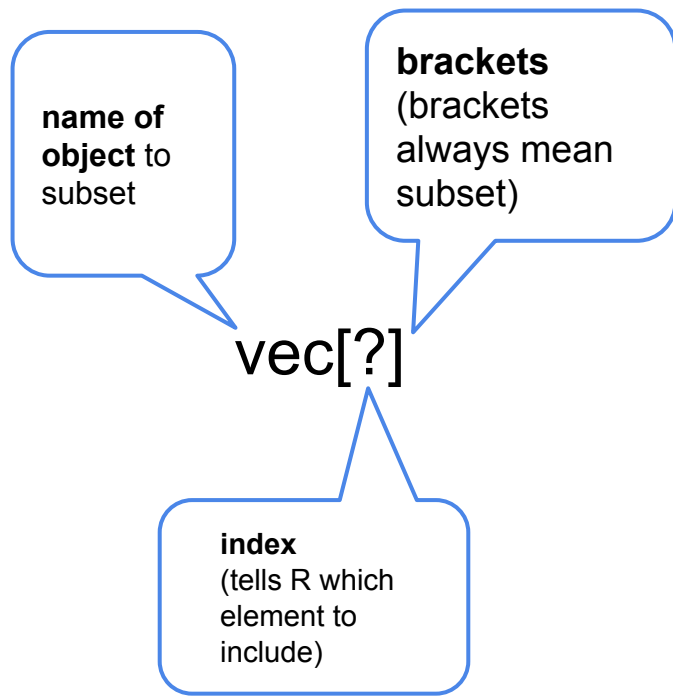 name of
object to
subset
brackets
(brackets
always mean
subset)
vec[?]
index
(tells R which
element to
include)